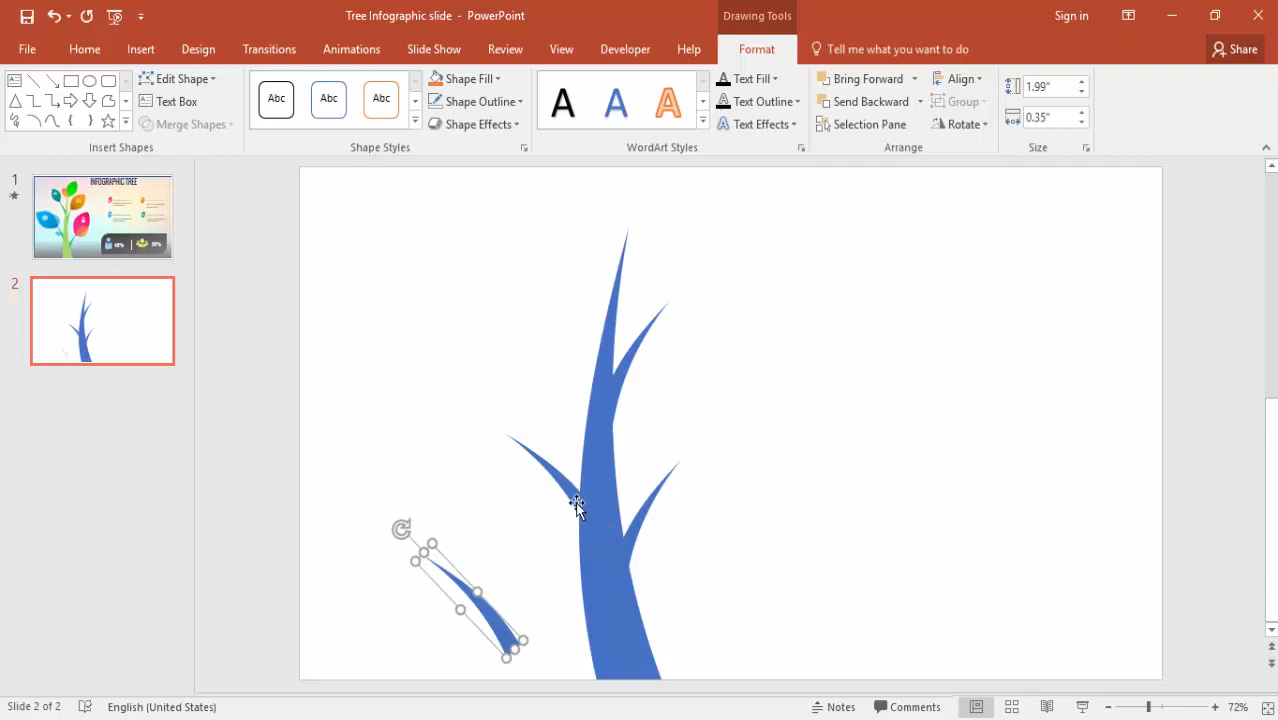 Tree Infographic slide - PowerPoint
Drawing Tools
Sign in
File
Home
Insert
Design
Transitions
Animations
Slide Show
Review
View
Developer
Help
Format
Tell me what you want to do
Share
Edit Shape
Text Box
Merge Shapes
Insert Shapes
Abc
Abc
Abc
Shape Fill
Shape Outline
Shape Effects
Shape Styles
A
A
A
Text Fill
Text Outline
Text Effects
WordArt Styles
Bring Forward
Send Backward
Selection Pane
Align
Group
Rotate
Arrange
1.99"
0.35"
Size
1
INFOGRAPHIC TREE
2
Slide 2 of 2
English (United States)
Notes
Comments
72%